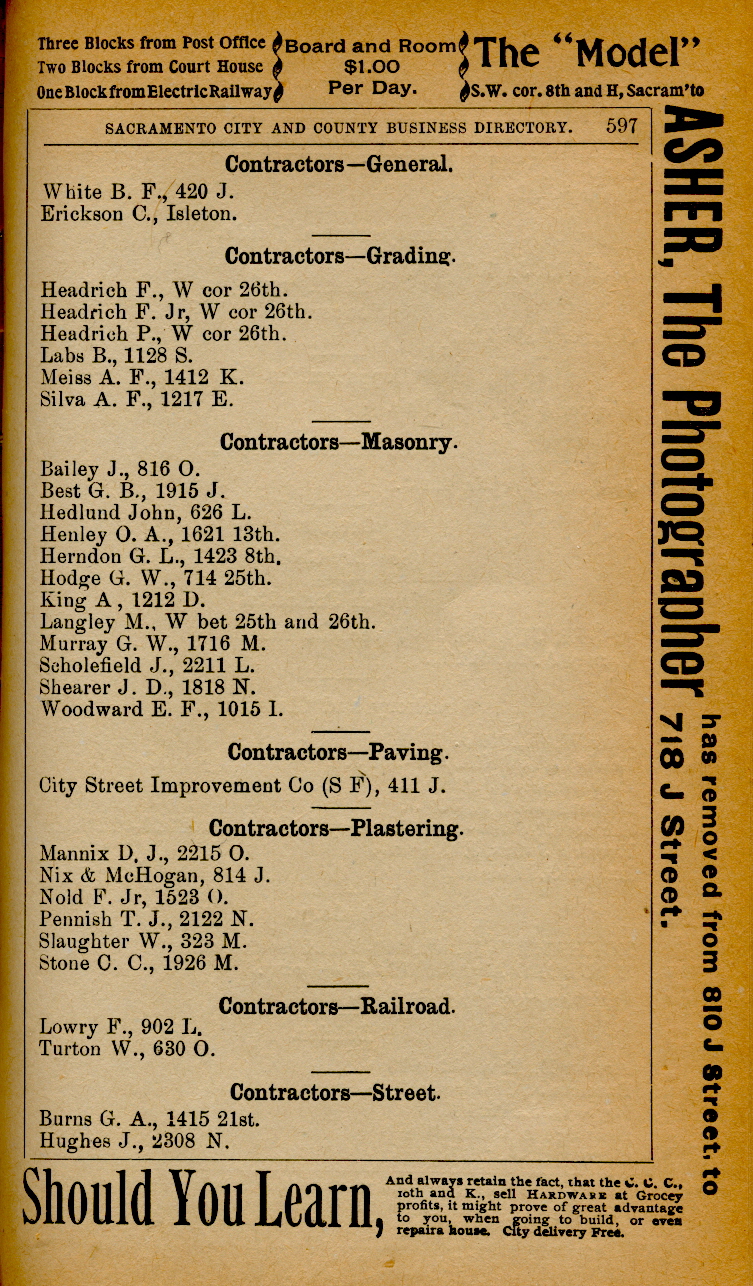 Three Blocks from Post Office
Two Blocks from Court House
One Block from Electric Railway
Board and Room
$1.00
Per Day.
The "Model"
S.W. cor. 8th and H, Sacram'to
SACRAMENTO CITY AND COUNTY BUSINESS DIRECTORY. 597
Contractors—General.
White B. F., 420 J.
Erickson C., Isleton.
Contractors—Grading.
Headrich F., W cor 26th.
Headrich F. Jr, W cor 26th.
Headrich P., W cor 26th.
Labs B., 1128 S.
Meiss A. F., 1412 K.
Silva A. F., 1217 E.
Contractors—Masonry.
Bailey J., 816 O.
Best G. B., 1915 J.
Hedlund John, 626 L.
Henley O. A., 1621 13th.
Herndon G. L., 1423 8th.
Hodge G. W., 714 25th.
King A, 1212 D.
Langley M., W bet 25th and 26th.
Murray G. W., 1716 M.
Scholefield J., 2211 L.
Shearer J. D., 1818 N.
Woodward E. F., 1015 I.
Contractors—Paving.
City Street Improvement Co (S F), 411 J.
Contractors—Plastering.
Mannix D. J., 2215 O.
Nix & McHogan, 814 J.
Nold F. Jr, 1523 O.
Pennish T. J., 2122 N.
Slaughter W., 323 M.
Stone C. C., 1926 M.
Contractors—Railroad.
Lowry F., 902 L.
Turton W., 630 O.
Contractors—Street.
Burns G. A., 1415 21st.
Hughes J., 2308 N.
ASHER, The Photographer
has removed from 810 J Street, to
718 J Street.
Should You Learn,
And always retain the fact, that the C. C. C.,
10th and K., sell HARDWARE at Grocey
profits, it might prove of great advantage
to you, when going to build, or even
repaira house. City delivery Free.